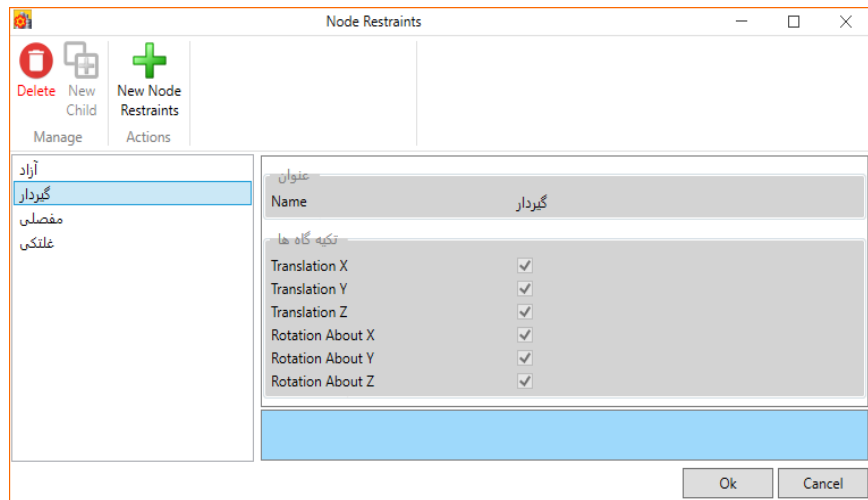 Node Restraints
Delete
New
Child
New Node
Restraints
Manage
Actions
آزاد
گیردار
مفصلی
غلتکی
عنوان
Name گیردار
تکیه گاه ها
Translation X
Translation Y
Translation Z
Rotation About X
Rotation About Y
Rotation About Z
Ok
Cancel